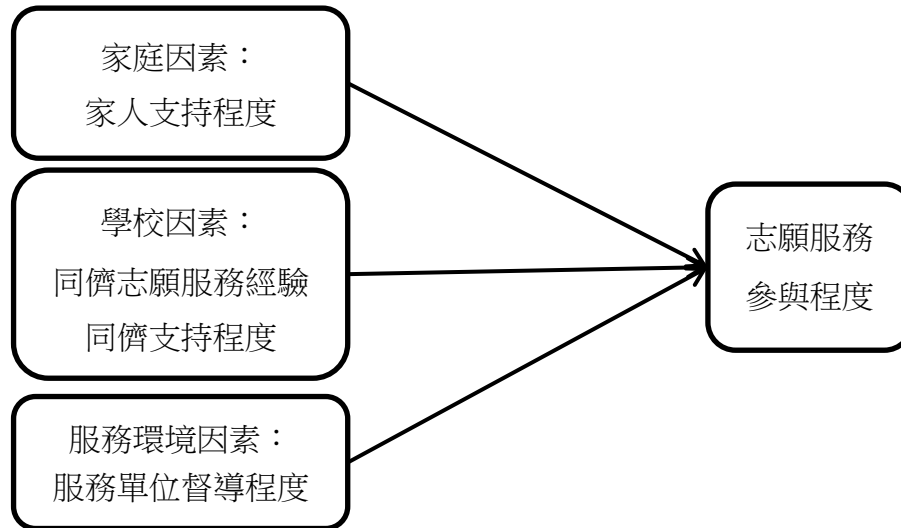 家庭因素：
家人支持程度
學校因素：
同儕志願服務經驗
同儕支持程度
服務環境因素：
服務單位督導程度
志願服務
參與程度